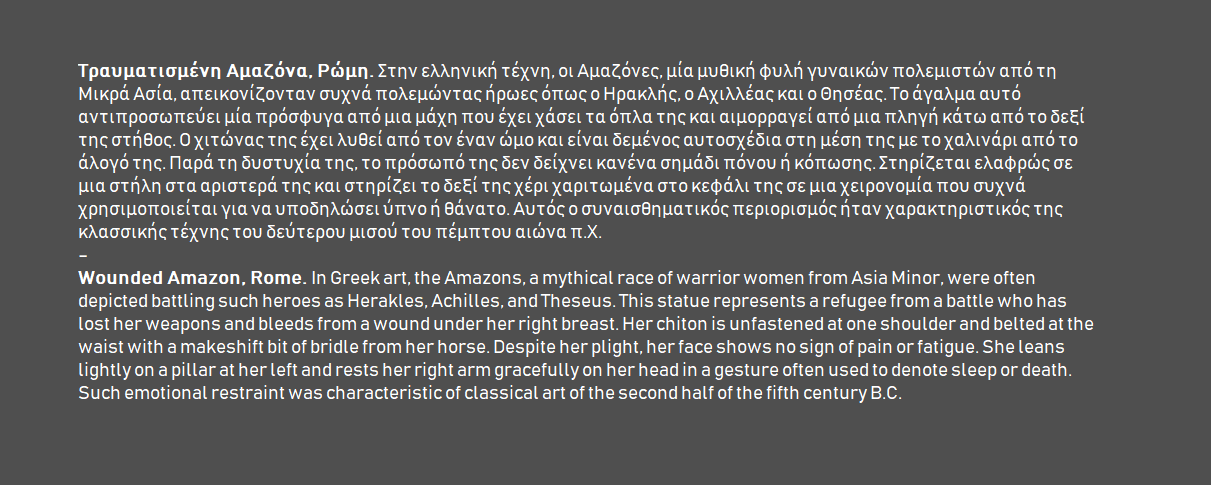 Τραυματισμένη Αμαζόνα, Ρώμη. Στην ελληνική τέχνη, οι Αμαζόνες, μία μυθική φυλή γυναικών πολεμιστών από τη
Μικρά Ασία, απεικονίζονταν συχνά πολεμώντας ήρωες όπως ο Ηρακλής, ο Αχιλλέας και ο Θησέας. Το άγαλμα αυτό
αντιπροσωπεύει μία πρόσφυγα από μια μάχη που έχει χάσει τα όπλα της και αιμορραγεί από μια πληγή κάτω από το δεξί
της στήθος. Ο χιτώνας της έχει λυθεί από τον έναν ώμο και είναι δεμένος αυτοσχέδια στη μέση της με το χαλινάρι από το
άλογό της. Παρά τη δυστυχία της, το πρόσωπό της δεν δείχνει κανένα σημάδι πόνου ή κόπωσης. Στηρίζεται ελαφρώς σε
μια στήλη στα αριστερά της και στηρίζει το δεξί της χέρι χαριτωμένα στο κεφάλι της σε μια χειρονομία που συχνά
χρησιμοποιείται για να υποδηλώσει ύπνο ή θάνατο. Αυτός ο συναισθηματικός περιορισμός ήταν χαρακτηριστικός της
κλασσικής τέχνης του δεύτερου μισού του πέμπτου αιώνα π.Χ.
–
Wounded Amazon, Rome. In Greek art, the Amazons, a mythical race of warrior women from Asia Minor, were often
depicted battling such heroes as Herakles, Achilles, and Theseus. This statue represents a refugee from a battle who has
lost her weapons and bleeds from a wound under her right breast. Her chiton is unfastened at one shoulder and belted at the
waist with a makeshift bit of bridle from her horse. Despite her plight, her face shows no sign of pain or fatigue. She leans
lightly on a pillar at her left and rests her right arm gracefully on her head in a gesture often used to denote sleep or death.
Such emotional restraint was characteristic of classical art of the second half of the fifth century B.C.